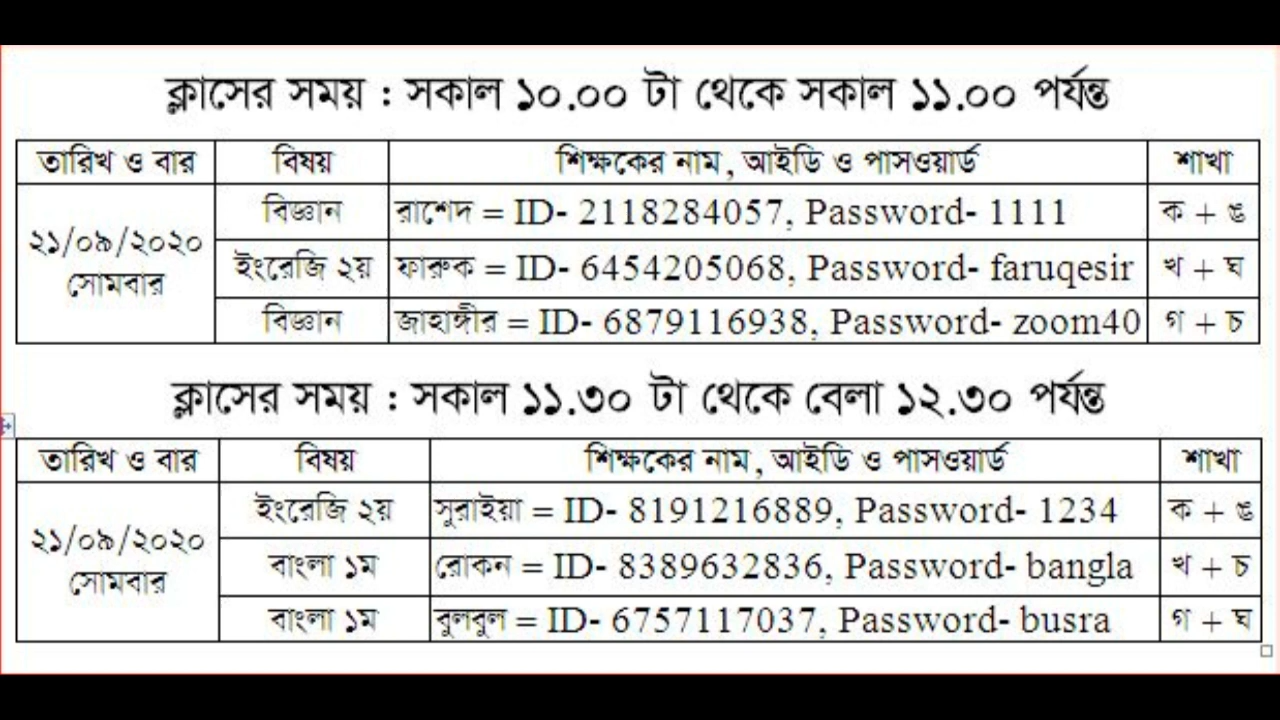 ক্লাসের সময় : সকাল ১০.০০ টা থেকে সকাল ১১.০০ পর্যন্ত
তারিখ ও বার বিষয় শিক্ষকের নাম, আইডি ও পাসওয়ার্ড শাখা
২১/০৯/২০২০ সোমবার
বিজ্ঞান রাশেদ = ID- 2118284057, Password- 1111 ক + ঙ
ইংরেজি ২য় ফারুক = ID- 6454205068, Password- faruqesir খ + ঘ
বিজ্ঞান জাহাঙ্গীর = ID- 6879116938, Password- zoom40 গ + চ
ক্লাসের সময় : সকাল ১১.৩০ টা থেকে বেলা ১২.৩০ পর্যন্ত
তারিখ ও বার বিষয় শিক্ষকের নাম, আইডি ও পাসওয়ার্ড শাখা
২১/০৯/২০২০ সোমবার
ইংরেজি ২য় সুরাইয়া = ID- 8191216889, Password- 1234 ক + ঙ
বাংলা ১ম রোকন = ID- 8389632836, Password- bangla খ + চ
বাংলা ১ম বুলবুল = ID- 6757117037, Password- busra গ + ঘ